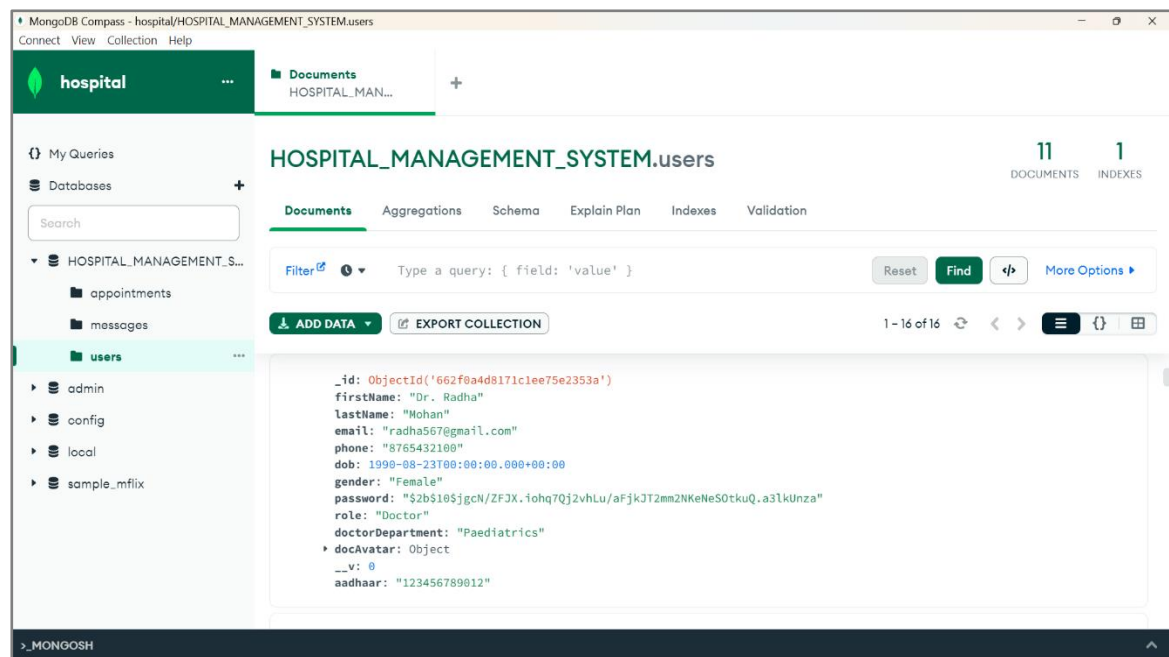 MongoDB Compass - hospital/HOSPITAL_MANAGEMENT_SYSTEM.users
Connect View Collection Help
hospital ...
Documents
HOSPITAL_MAN...
+
{} My Queries
Databases +
Search
HOSPITAL_MANAGEMENT_S...
appointments
messages
users ...
admin
config
local
sample_mflix
HOSPITAL_MANAGEMENT_SYSTEM.users
11 1
DOCUMENTS INDEXES
Documents Aggregations Schema Explain Plan Indexes Validation
Filter Type a query: { field: 'value' } Reset Find </> More Options
ADD DATA EXPORT COLLECTION 1 – 16 of 16 {}
_id: ObjectId('662f0a4d8171c1ee75e2353a')
firstName: "Dr. Radha"
lastName: "Mohan"
email: "radha567@gmail.com"
phone: "8765432100"
dob: 1990-08-23T00:00:00.000+00:00
gender: "Female"
password: "$2b$10$jgcN/ZFJX.iohq7Qj2vhLu/aFjkJT2mm2NKeNeSOtkuQ.a3lkUnza"
role: "Doctor"
doctorDepartment: "Paediatrics"
docAvatar: Object
__v: 0
aadhaar: "123456789012"
>_MONGOSH